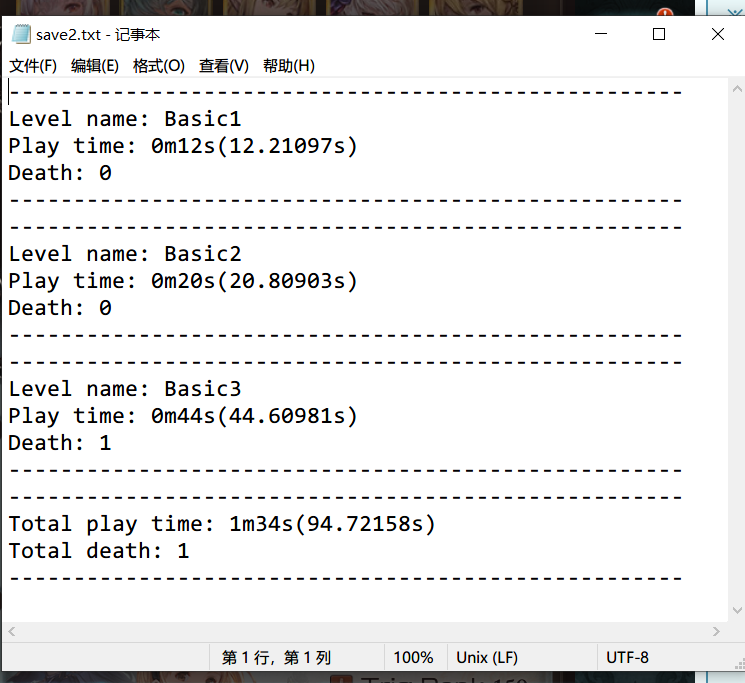 save2.txt - 记事本
文件(F) 编辑(E) 格式(O) 查看(V) 帮助(H)
----------------------------------------------------
Level name: Basic1
Play time: 0m12s(12.21097s)
Death: 0
----------------------------------------------------
----------------------------------------------------
Level name: Basic2
Play time: 0m20s(20.80903s)
Death: 0
----------------------------------------------------
----------------------------------------------------
Level name: Basic3
Play time: 0m44s(44.60981s)
Death: 1
----------------------------------------------------
----------------------------------------------------
Total play time: 1m34s(94.72158s)
Total death: 1
----------------------------------------------------
第 1 行，第 1 列 100% Unix (LF) UTF-8